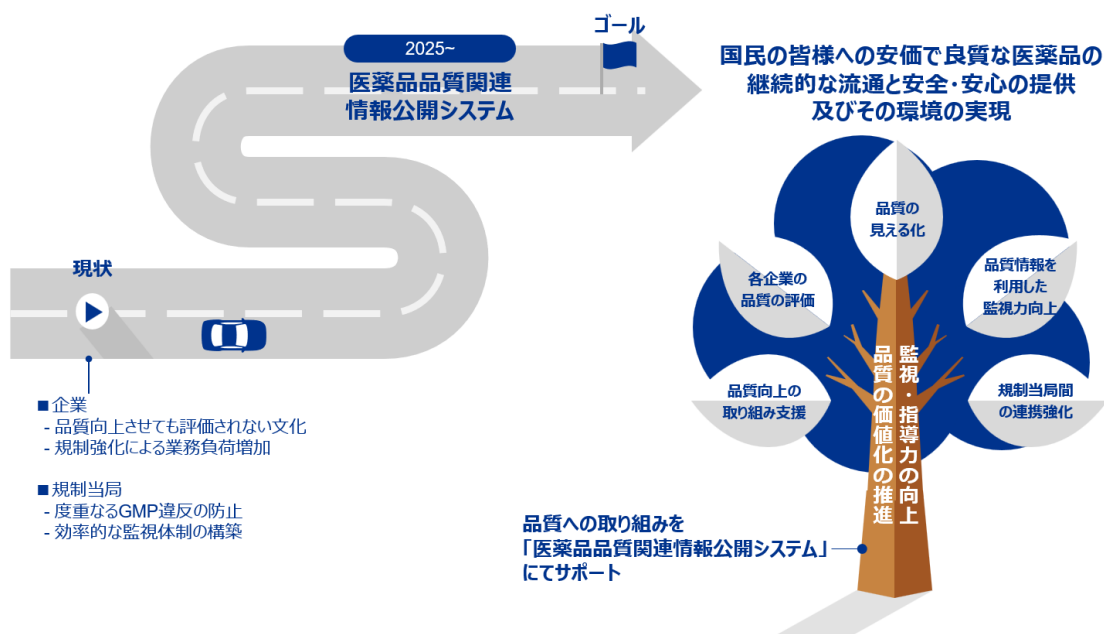 ゴール
2025~
医薬品品質関連
情報公開システム
国民の皆様への安価で良質な医薬品の
継続的な流通と安全・安心の提供
及びその環境の実現
現状
■企業
- 品質向上させても評価されない文化
- 規制強化による業務負荷増加
■規制当局
- 度重なるGMP違反の防止
- 効率的な監視体制の構築
品質の
見える化
各企業の
品質の評価
品質情報を
利用した
監視力向上
品質向上の
取り組み支援
規制当局間
の連携強化
監視・指導力の向上
品質の価値化の推進
品質への取り組みを
「医薬品品質関連情報公開システム」
にてサポート